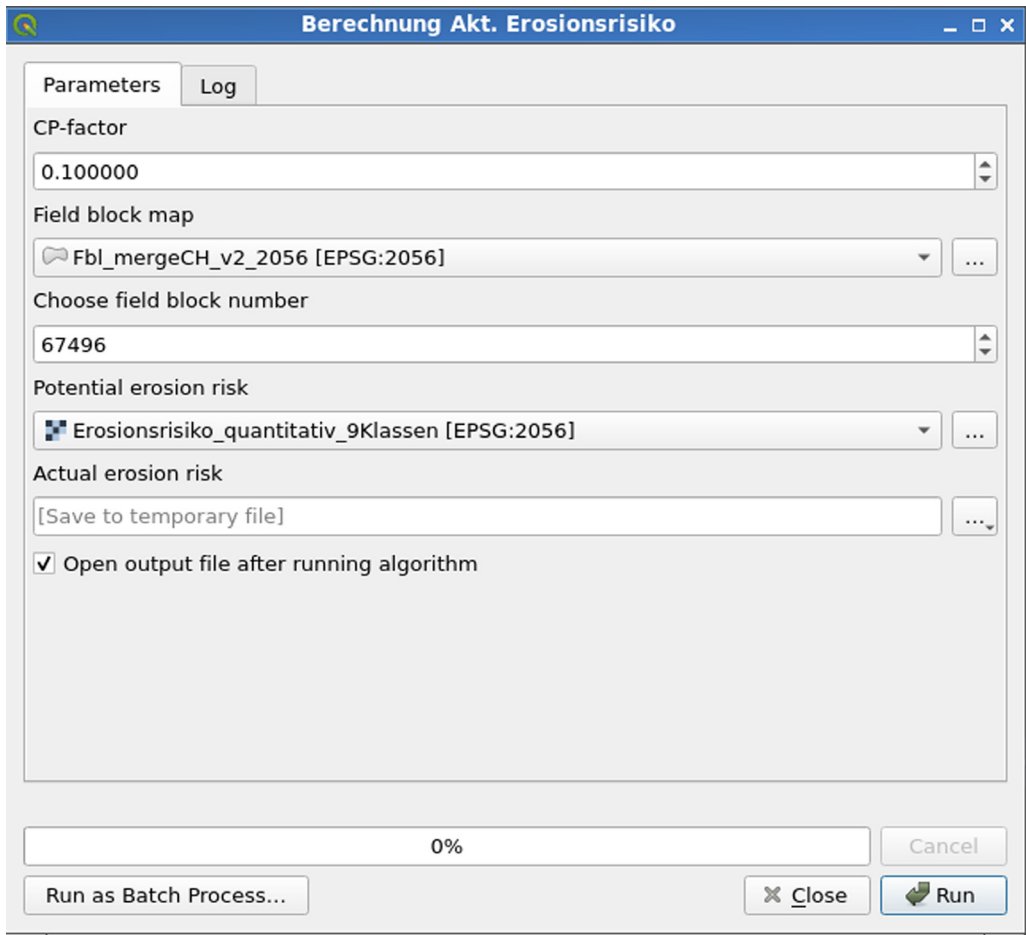 Berechnung Akt. Erosionsrisiko
Parameters
Log
CP-factor
0.100000
Field block map
Fbl_mergeCH_v2_2056 [EPSG:2056]
...
Choose field block number
67496
Potential erosion risk
Erosionsrisiko_quantitativ_9Klassen [EPSG:2056]
...
Actual erosion risk
[Save to temporary file]
...
Open output file after running algorithm
0%
Cancel
Run as Batch Process...
Close
Run